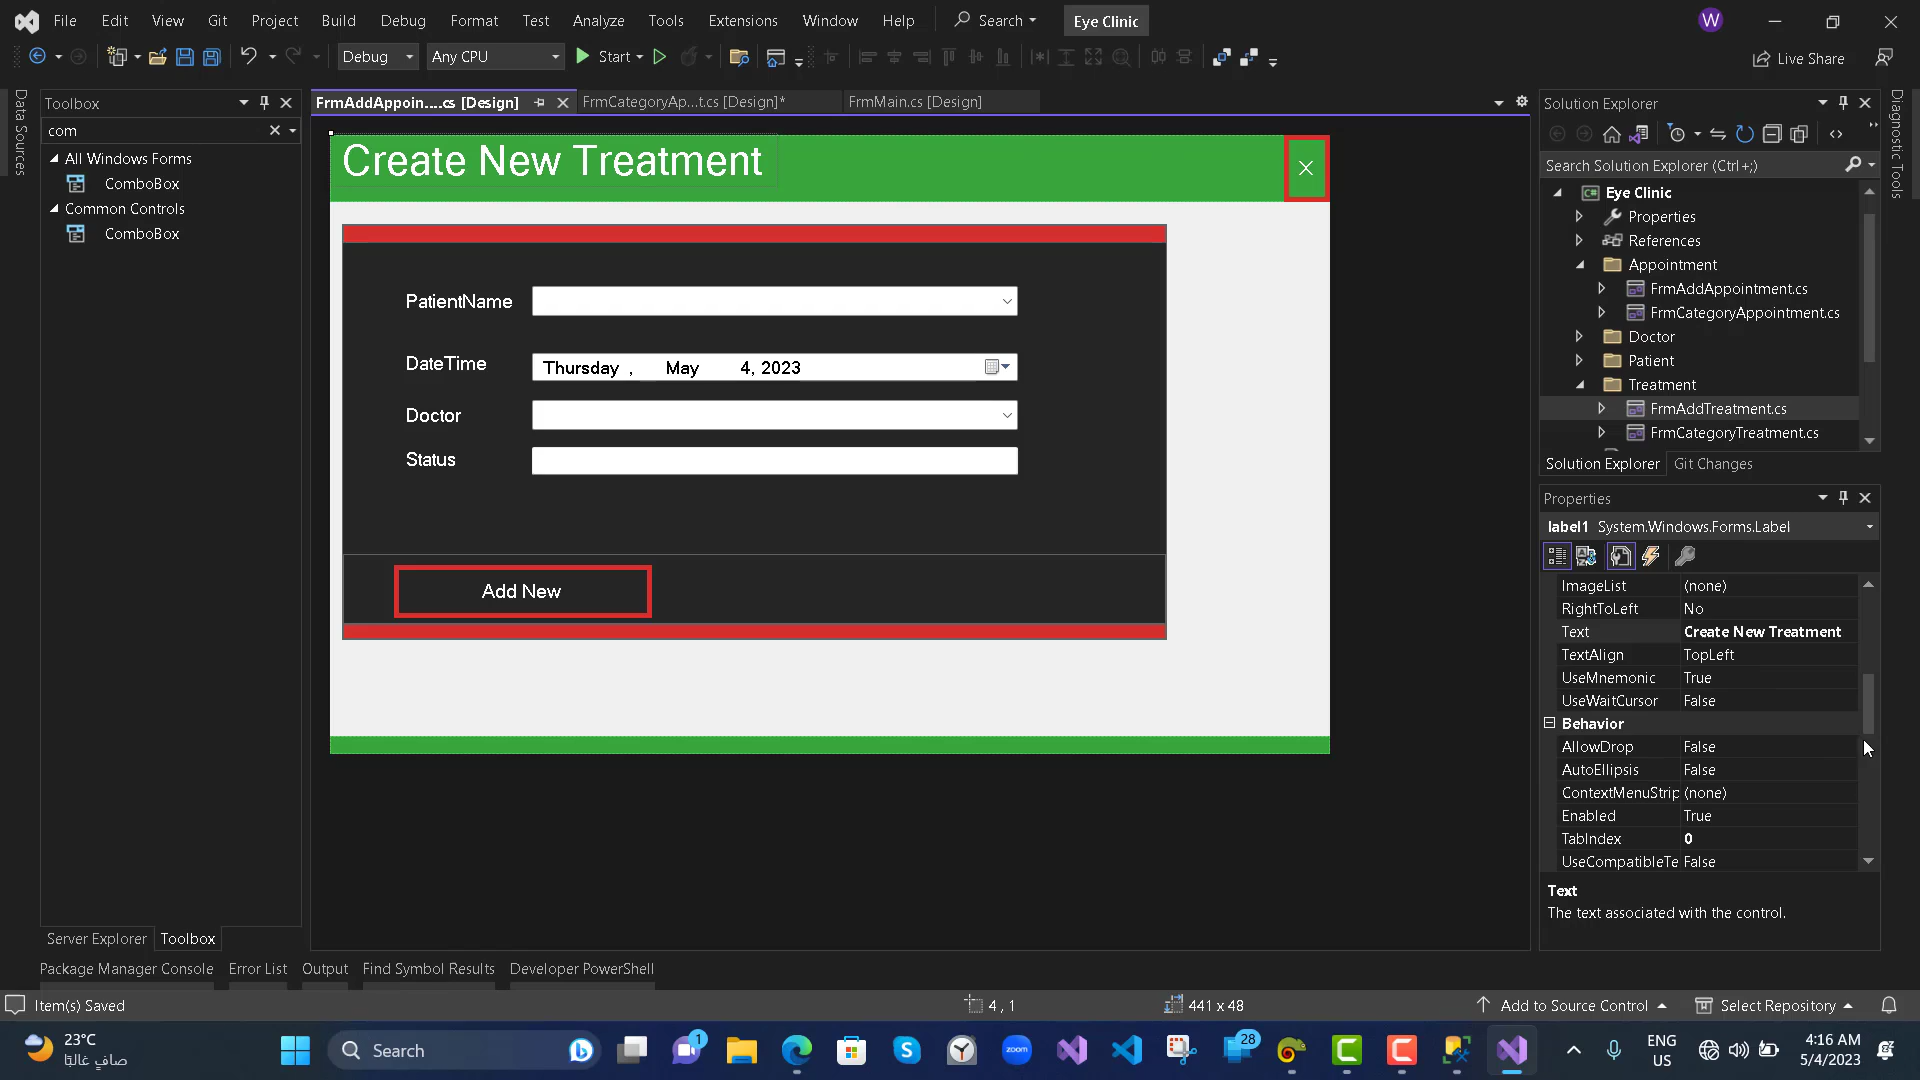 File Edit View Git Project Build Debug Format Test Analyze Tools Extensions Window Help Search Eye Clinic W
Debug Any CPU Start Live Share
Data Sources
Toolbox
com
All Windows Forms
ComboBox
Common Controls
ComboBox
Server Explorer Toolbox
FrmAddAppoin....cs [Design] FrmCategoryAp...t.cs [Design]* FrmMain.cs [Design]
Create New Treatment
PatientName
DateTime Thursday , May 4, 2023
Doctor
Status
Add New
Solution Explorer
Search Solution Explorer (Ctrl+;)
Eye Clinic
Properties
References
Appointment
FrmAddAppointment.cs
FrmCategoryAppointment.cs
Doctor
Patient
Treatment
FrmAddTreatment.cs
FrmCategoryTreatment.cs
Solution Explorer Git Changes
Diagnostic Tools
Properties
label1 System.Windows.Forms.Label
ImageList (none)
RightToLeft No
Text Create New Treatment
TextAlign TopLeft
UseMnemonic True
UseWaitCursor False
Behavior
AllowDrop False
AutoEllipsis False
ContextMenuStrip (none)
Enabled True
TabIndex 0
UseCompatibleTe False
Text
The text associated with the control.
Package Manager Console Error List Output Find Symbol Results Developer PowerShell
Item(s) Saved 4 , 1 441 x 48 Add to Source Control Select Repository
23°C
صافٍ غالبًا
Search 1 zoom 28
ENG
US
4:16 AM
5/4/2023